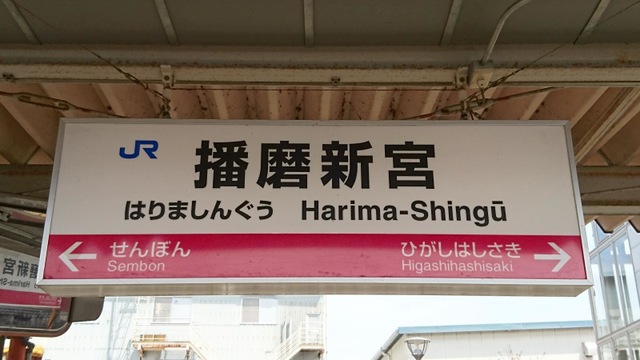 JR 播磨新宮
はりましんぐう Harima-Shingū
← せんぼん ひがしはしさき →
Sembon Higashihashisaki